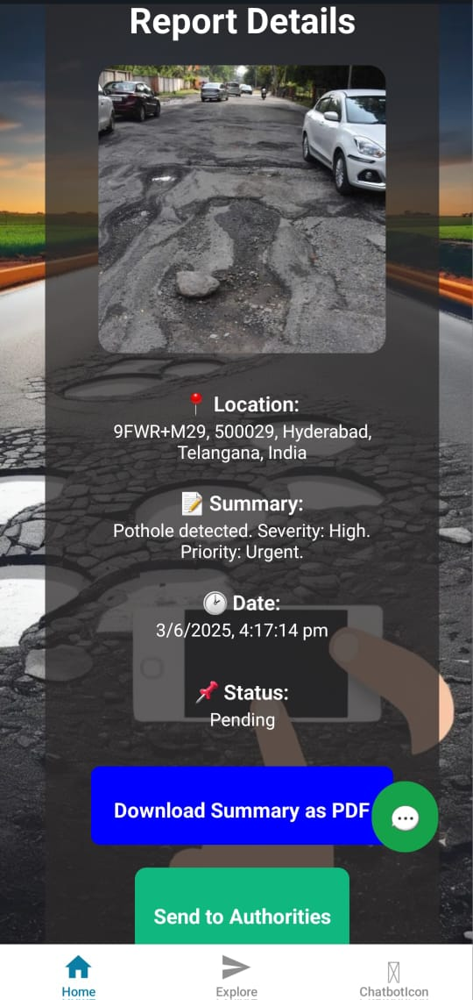 Report Details
📍 Location:
9FWR+M29, 500029, Hyderabad,
Telangana, India
📝 Summary:
Pothole detected. Severity: High.
Priority: Urgent.
🕑 Date:
3/6/2025, 4:17:14 pm
📌 Status:
Pending
Download Summary as PDF
Send to Authorities
Home
Explore
ChatbotIcon